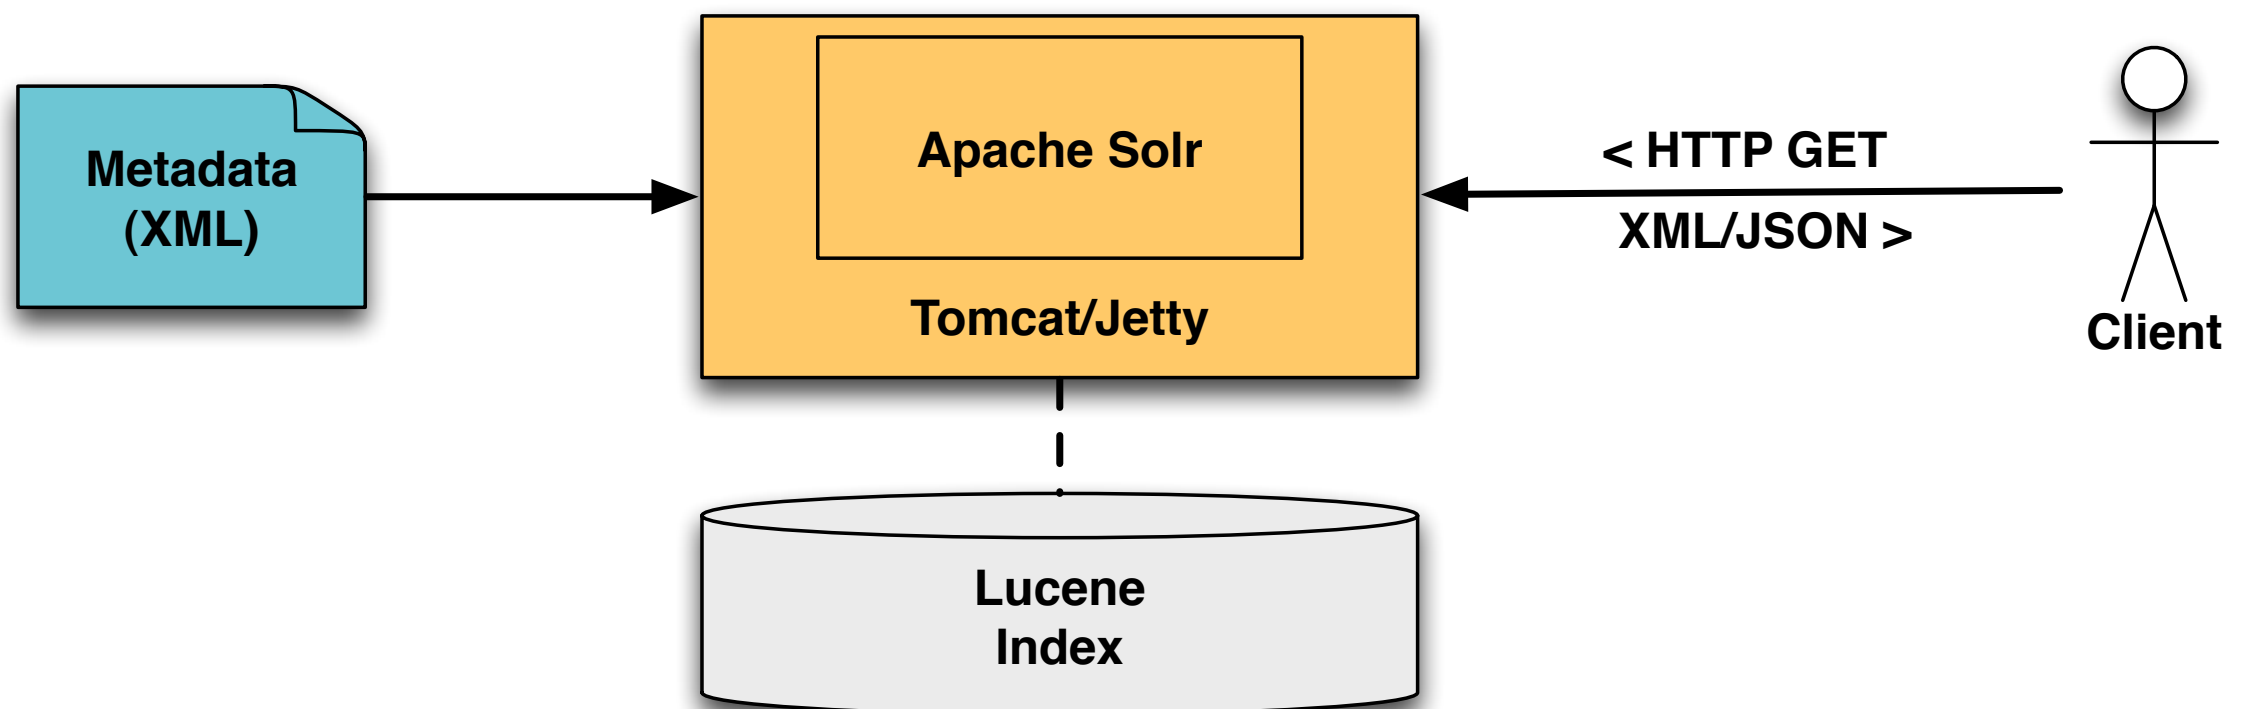 Metadata
(XML)
Apache Solr
Tomcat/Jetty
< HTTP GET
XML/JSON >
Client
Lucene
Index